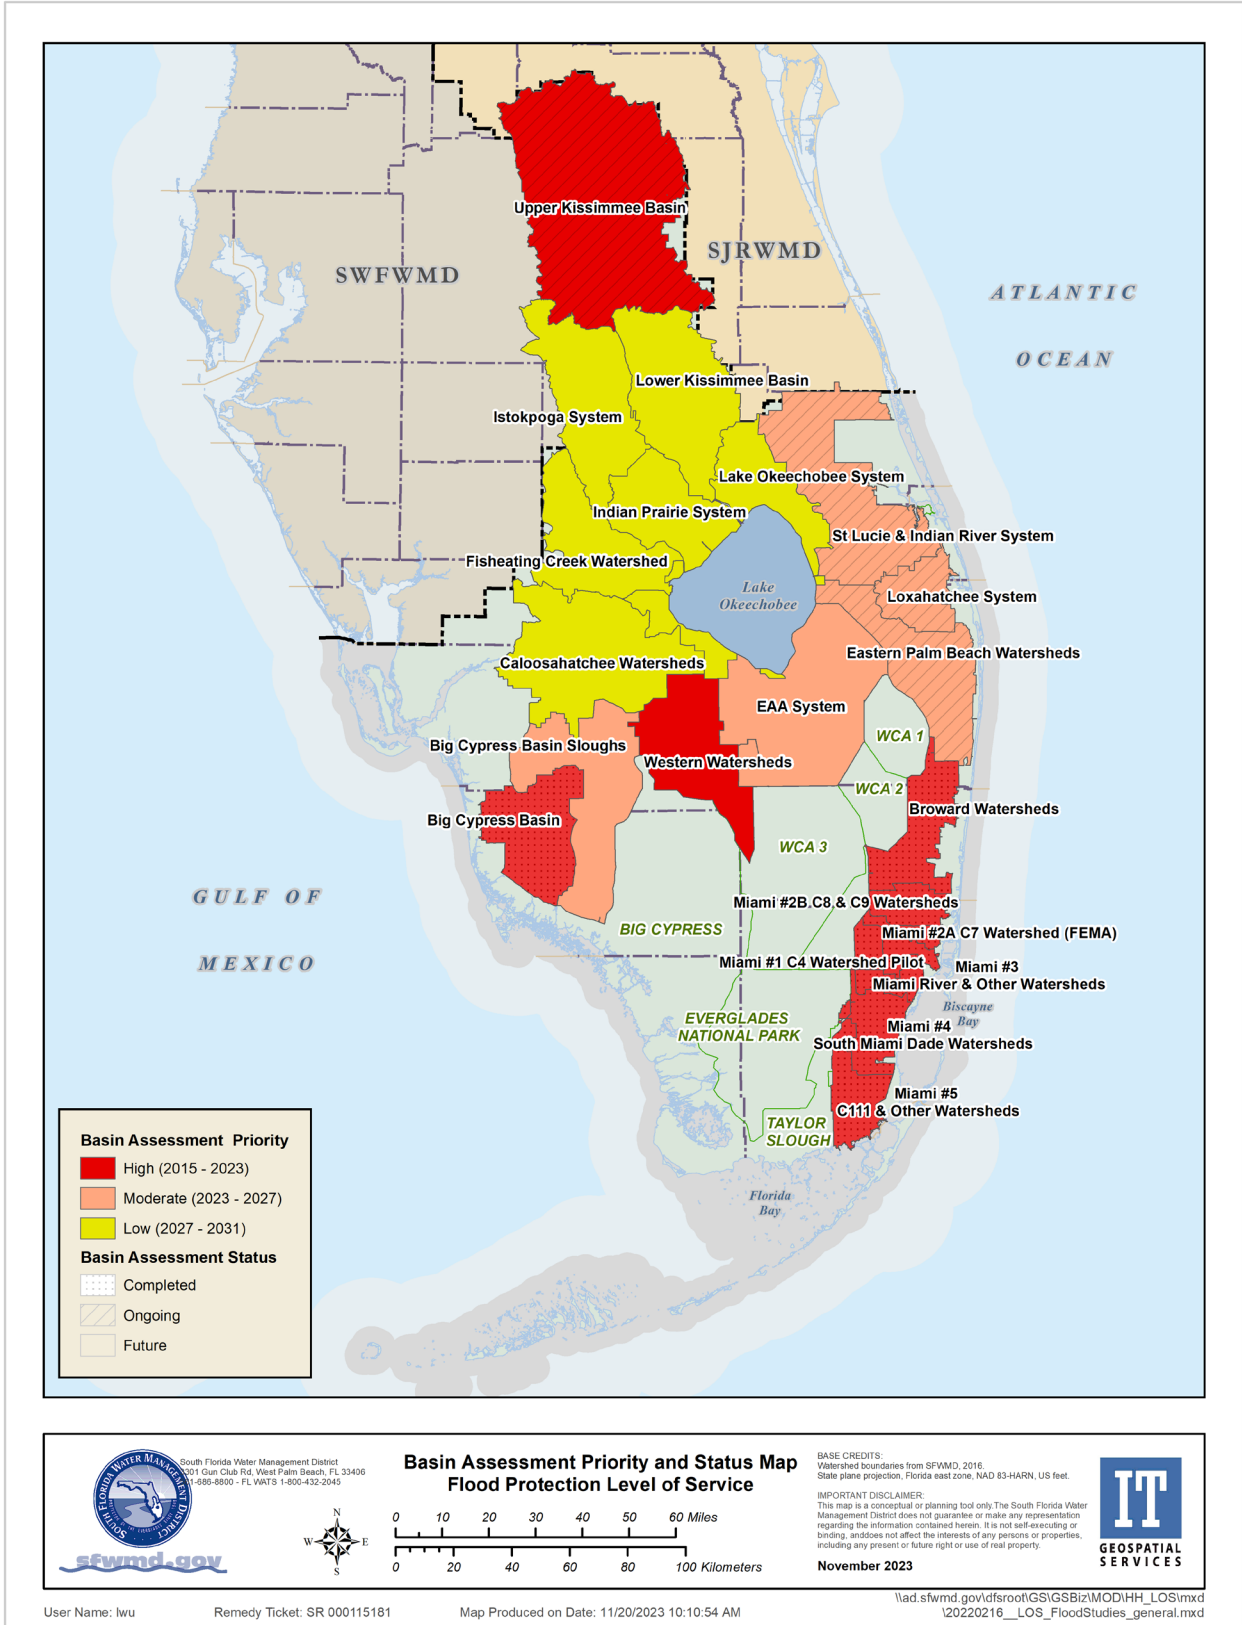 Upper Kissimmee Basin
SWFWMD
SJRWMD
ATLANTIC
OCEAN
Lower Kissimmee Basin
Istokpoga System
Lake Okeechobee System
Indian Prairie System
St Lucie & Indian River System
Fisheating Creek Watershed
Lake
Okeechobee
Loxahatchee System
Eastern Palm Beach Watersheds
Caloosahatchee Watersheds
EAA System
WCA 1
Big Cypress Basin Sloughs
Western Watersheds
WCA 2
Broward Watersheds
Big Cypress Basin
WCA 3
GULF OF
MEXICO
Miami #2B C8 & C9 Watersheds
BIG CYPRESS
Miami #2A C7 Watershed (FEMA)
Miami #1 C4 Watershed Pilot
Miami #3
Miami River & Other Watersheds
Biscayne
Bay
EVERGLADES
NATIONAL PARK
Miami #4
South Miami Dade Watersheds
Miami #5
C111 & Other Watersheds
TAYLOR
SLOUGH
Florida
Bay
Basin Assessment Priority
High (2015 - 2023)
Moderate (2023 - 2027)
Low (2027 - 2031)
Basin Assessment Status
Completed
Ongoing
Future
SOUTH FLORIDA WATER MANAGEMENT DISTRICT
sfwmd.gov
South Florida Water Management District
3301 Gun Club Rd, West Palm Beach, FL 33406
561-686-8800 - FL WATS 1-800-432-2045
N
W E
S
Basin Assessment Priority and Status Map
Flood Protection Level of Service
0 10 20 30 40 50 60 Miles
0 20 40 60 80 100 Kilometers
BASE CREDITS:
Watershed boundaries from SFWMD, 2016.
State plane projection, Florida east zone, NAD 83-HARN, US feet.
IMPORTANT DISCLAIMER:
This map is a conceptual or planning tool only.The South Florida Water
Management District does not guarantee or make any representation
regarding the information contained herein. It is not self-executing or
binding, anddoes not affect the interests of any persons or properties,
including any present or future right or use of real property.
November 2023
IT
GEOSPATIAL
SERVICES
User Name: lwu
Remedy Ticket: SR 000115181
Map Produced on Date: 11/20/2023 10:10:54 AM
\\ad.sfwmd.gov\dfsroot\GS\GSBiz\MOD\HH_LOS\mxd
\20220216__LOS_FloodStudies_general.mxd